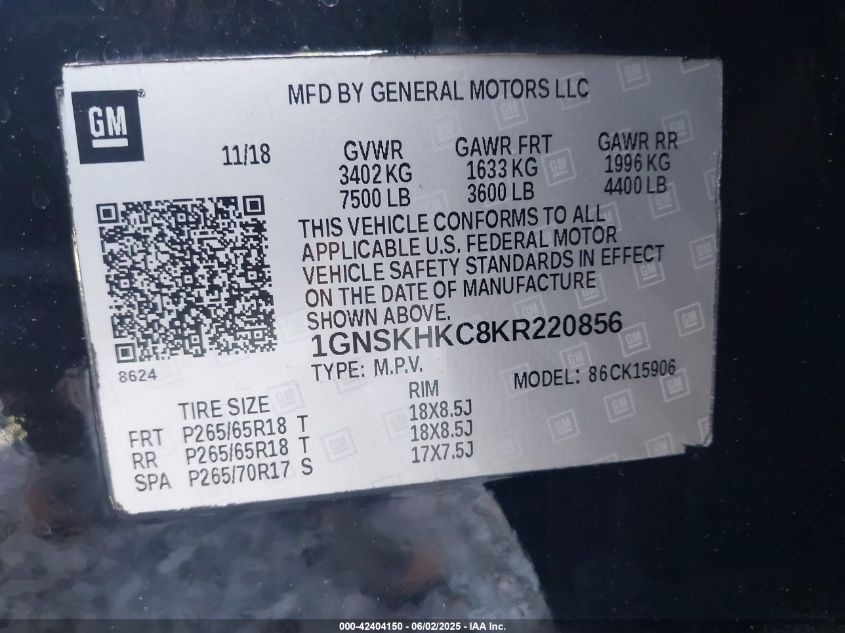 GM
MFD BY GENERAL MOTORS LLC
11/18
GVWR GAWR FRT GAWR RR
3402 KG 1633 KG 1996 KG
7500 LB 3600 LB 4400 LB
THIS VEHICLE CONFORMS TO ALL
APPLICABLE U.S. FEDERAL MOTOR
VEHICLE SAFETY STANDARDS IN EFFECT
ON THE DATE OF MANUFACTURE
SHOWN ABOVE.
1GNSKHKC8KR220856
8624
TYPE: M.P.V. MODEL: 86CK15906
TIRE SIZE RIM
FRT P265/65R18 T 18X8.5J
RR P265/65R18 T 18X8.5J
SPA P265/70R17 S 17X7.5J
000-42404150 - 06/02/2025 - IAA Inc.